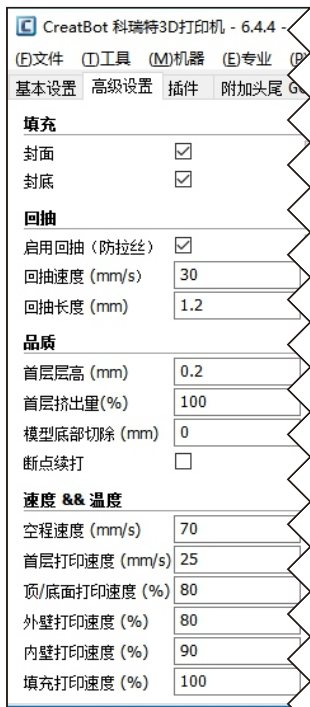 CreatBot 科瑞特3D打印机 - 6.4.4 -
(F)文件 (T)工具 (M)机器 (E)专业
基本设置 高级设置 插件 附加头尾
填充
封面
封底
回抽
启用回抽（防拉丝）
回抽速度 (mm/s) 30
回抽长度 (mm) 1.2
品质
首层层高 (mm) 0.2
首层挤出量(%) 100
模型底部切除 (mm) 0
断点续打
速度 && 温度
空程速度 (mm/s) 70
首层打印速度 (mm/s) 25
顶/底面打印速度 (%) 80
外壁打印速度 (%) 80
内壁打印速度 (%) 90
填充打印速度 (%) 100